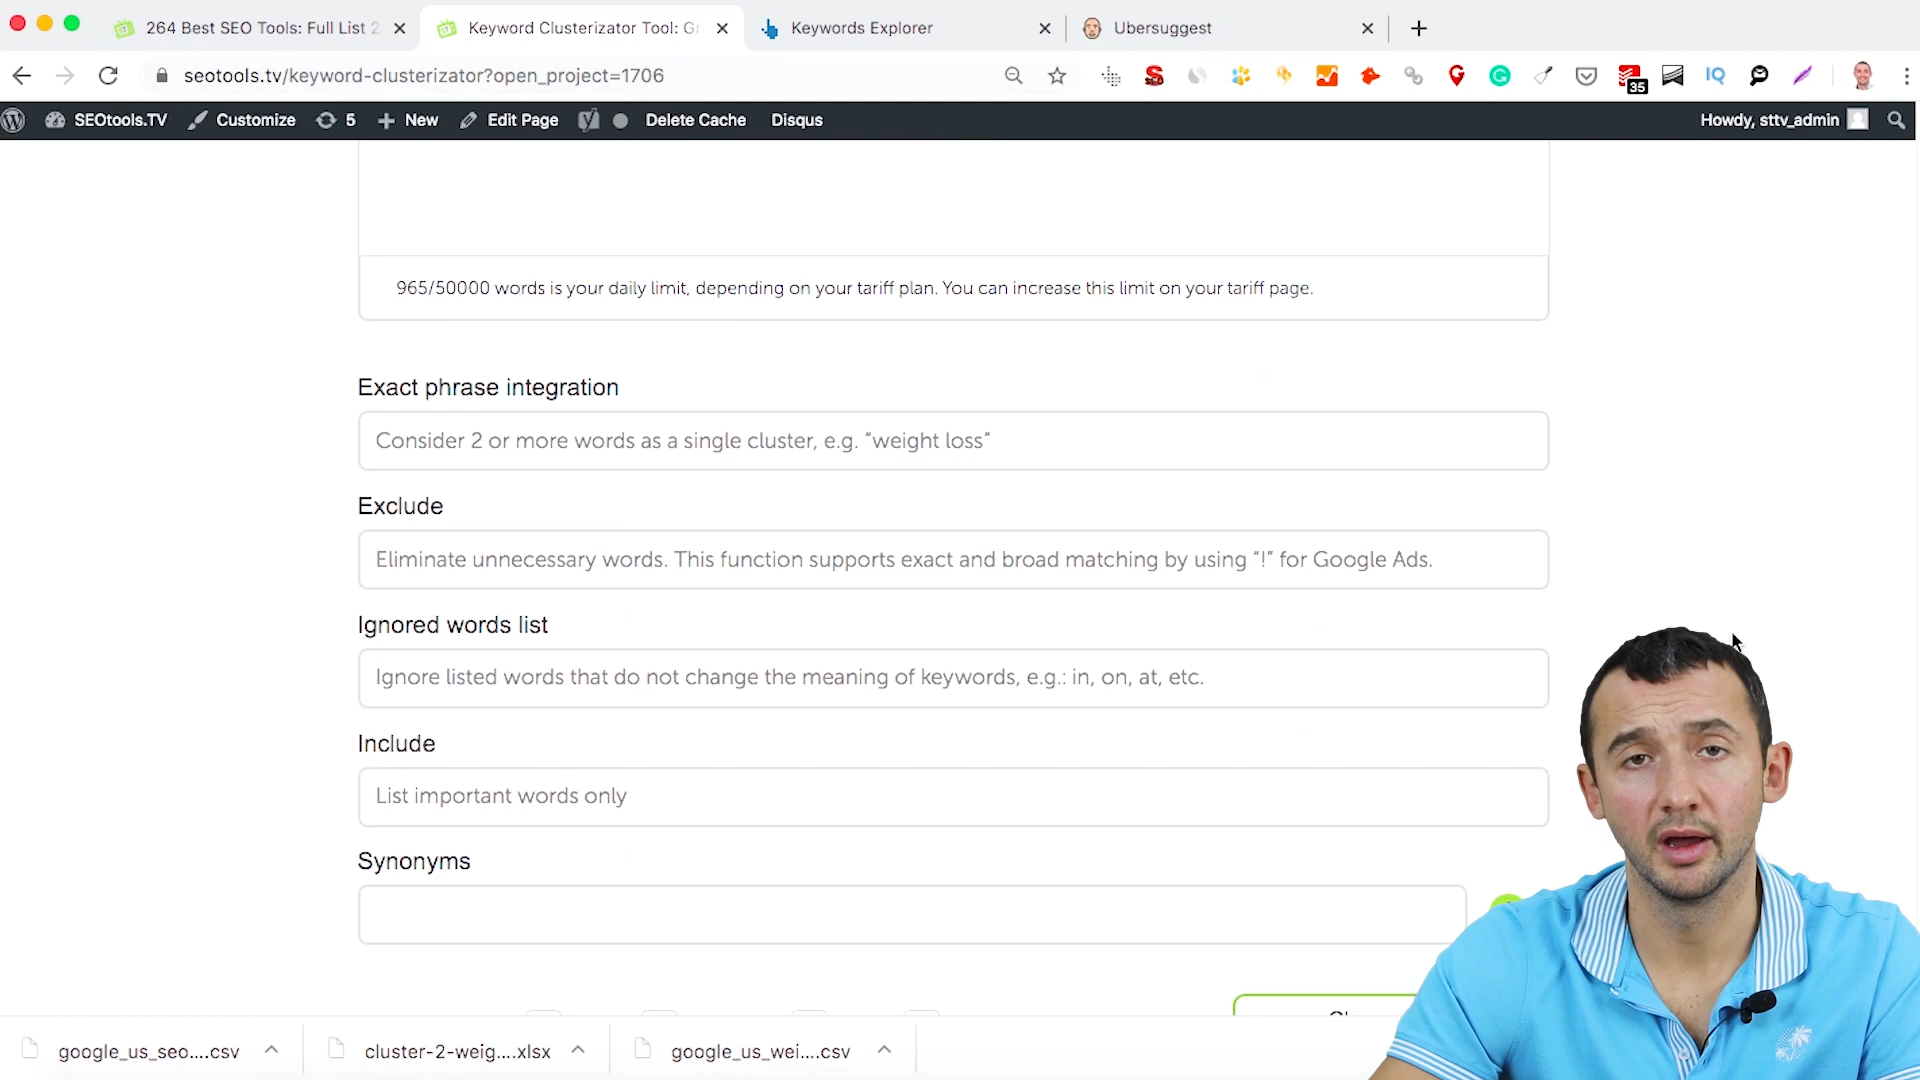 264 Best SEO Tools: Full List 2
Keyword Clusterizator Tool: Gr
Keywords Explorer
Ubersuggest
seotools.tv/keyword-clusterizator?open_project=1706
35
IQ
SEOtools.TV
Customize
5
New
Edit Page
Delete Cache
Disqus
Howdy, sttv_admin
965/50000 words is your daily limit, depending on your tariff plan. You can increase this limit on your tariff page.
Exact phrase integration
Consider 2 or more words as a single cluster, e.g. “weight loss”
Exclude
Eliminate unnecessary words. This function supports exact and broad matching by using “!” for Google Ads.
Ignored words list
Ignore listed words that do not change the meaning of keywords, e.g.: in, on, at, etc.
Include
List important words only
Synonyms
google_us_seo....csv
cluster-2-weig....xlsx
google_us_wei....csv